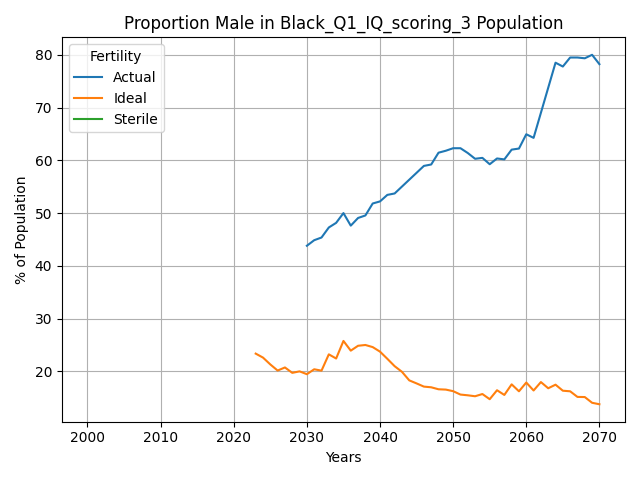 Proportion Male in Black_Q1_IQ_scoring_3 Population
Fertility
Actual
Ideal
Sterile
% of Population
80
70
60
50
40
30
20
2000 2010 2020 2030 2040 2050 2060 2070
Years